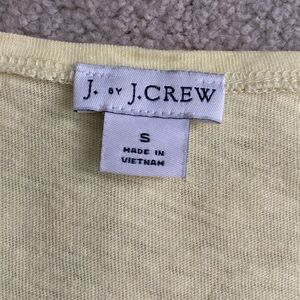 J. BY J.CREW
S
MADE IN
VIETNAM